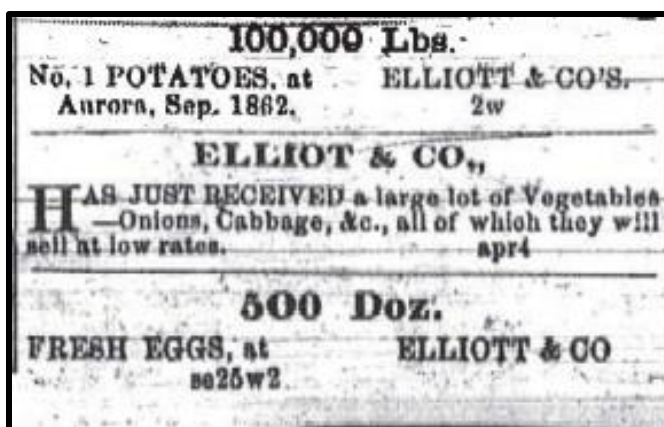 100,000 Lbs.
No. 1 POTATOES, at ELLIOTT & CO'S.
Aurora, Sep. 1862. 2w
ELLIOT & CO.,
HAS JUST RECEIVED a large lot of Vegetables
—Onions, Cabbage, &c., all of which they will
sell at low rates. apr4
500 Doz.
FRESH EGGS, at ELLIOTT & CO
se25w2